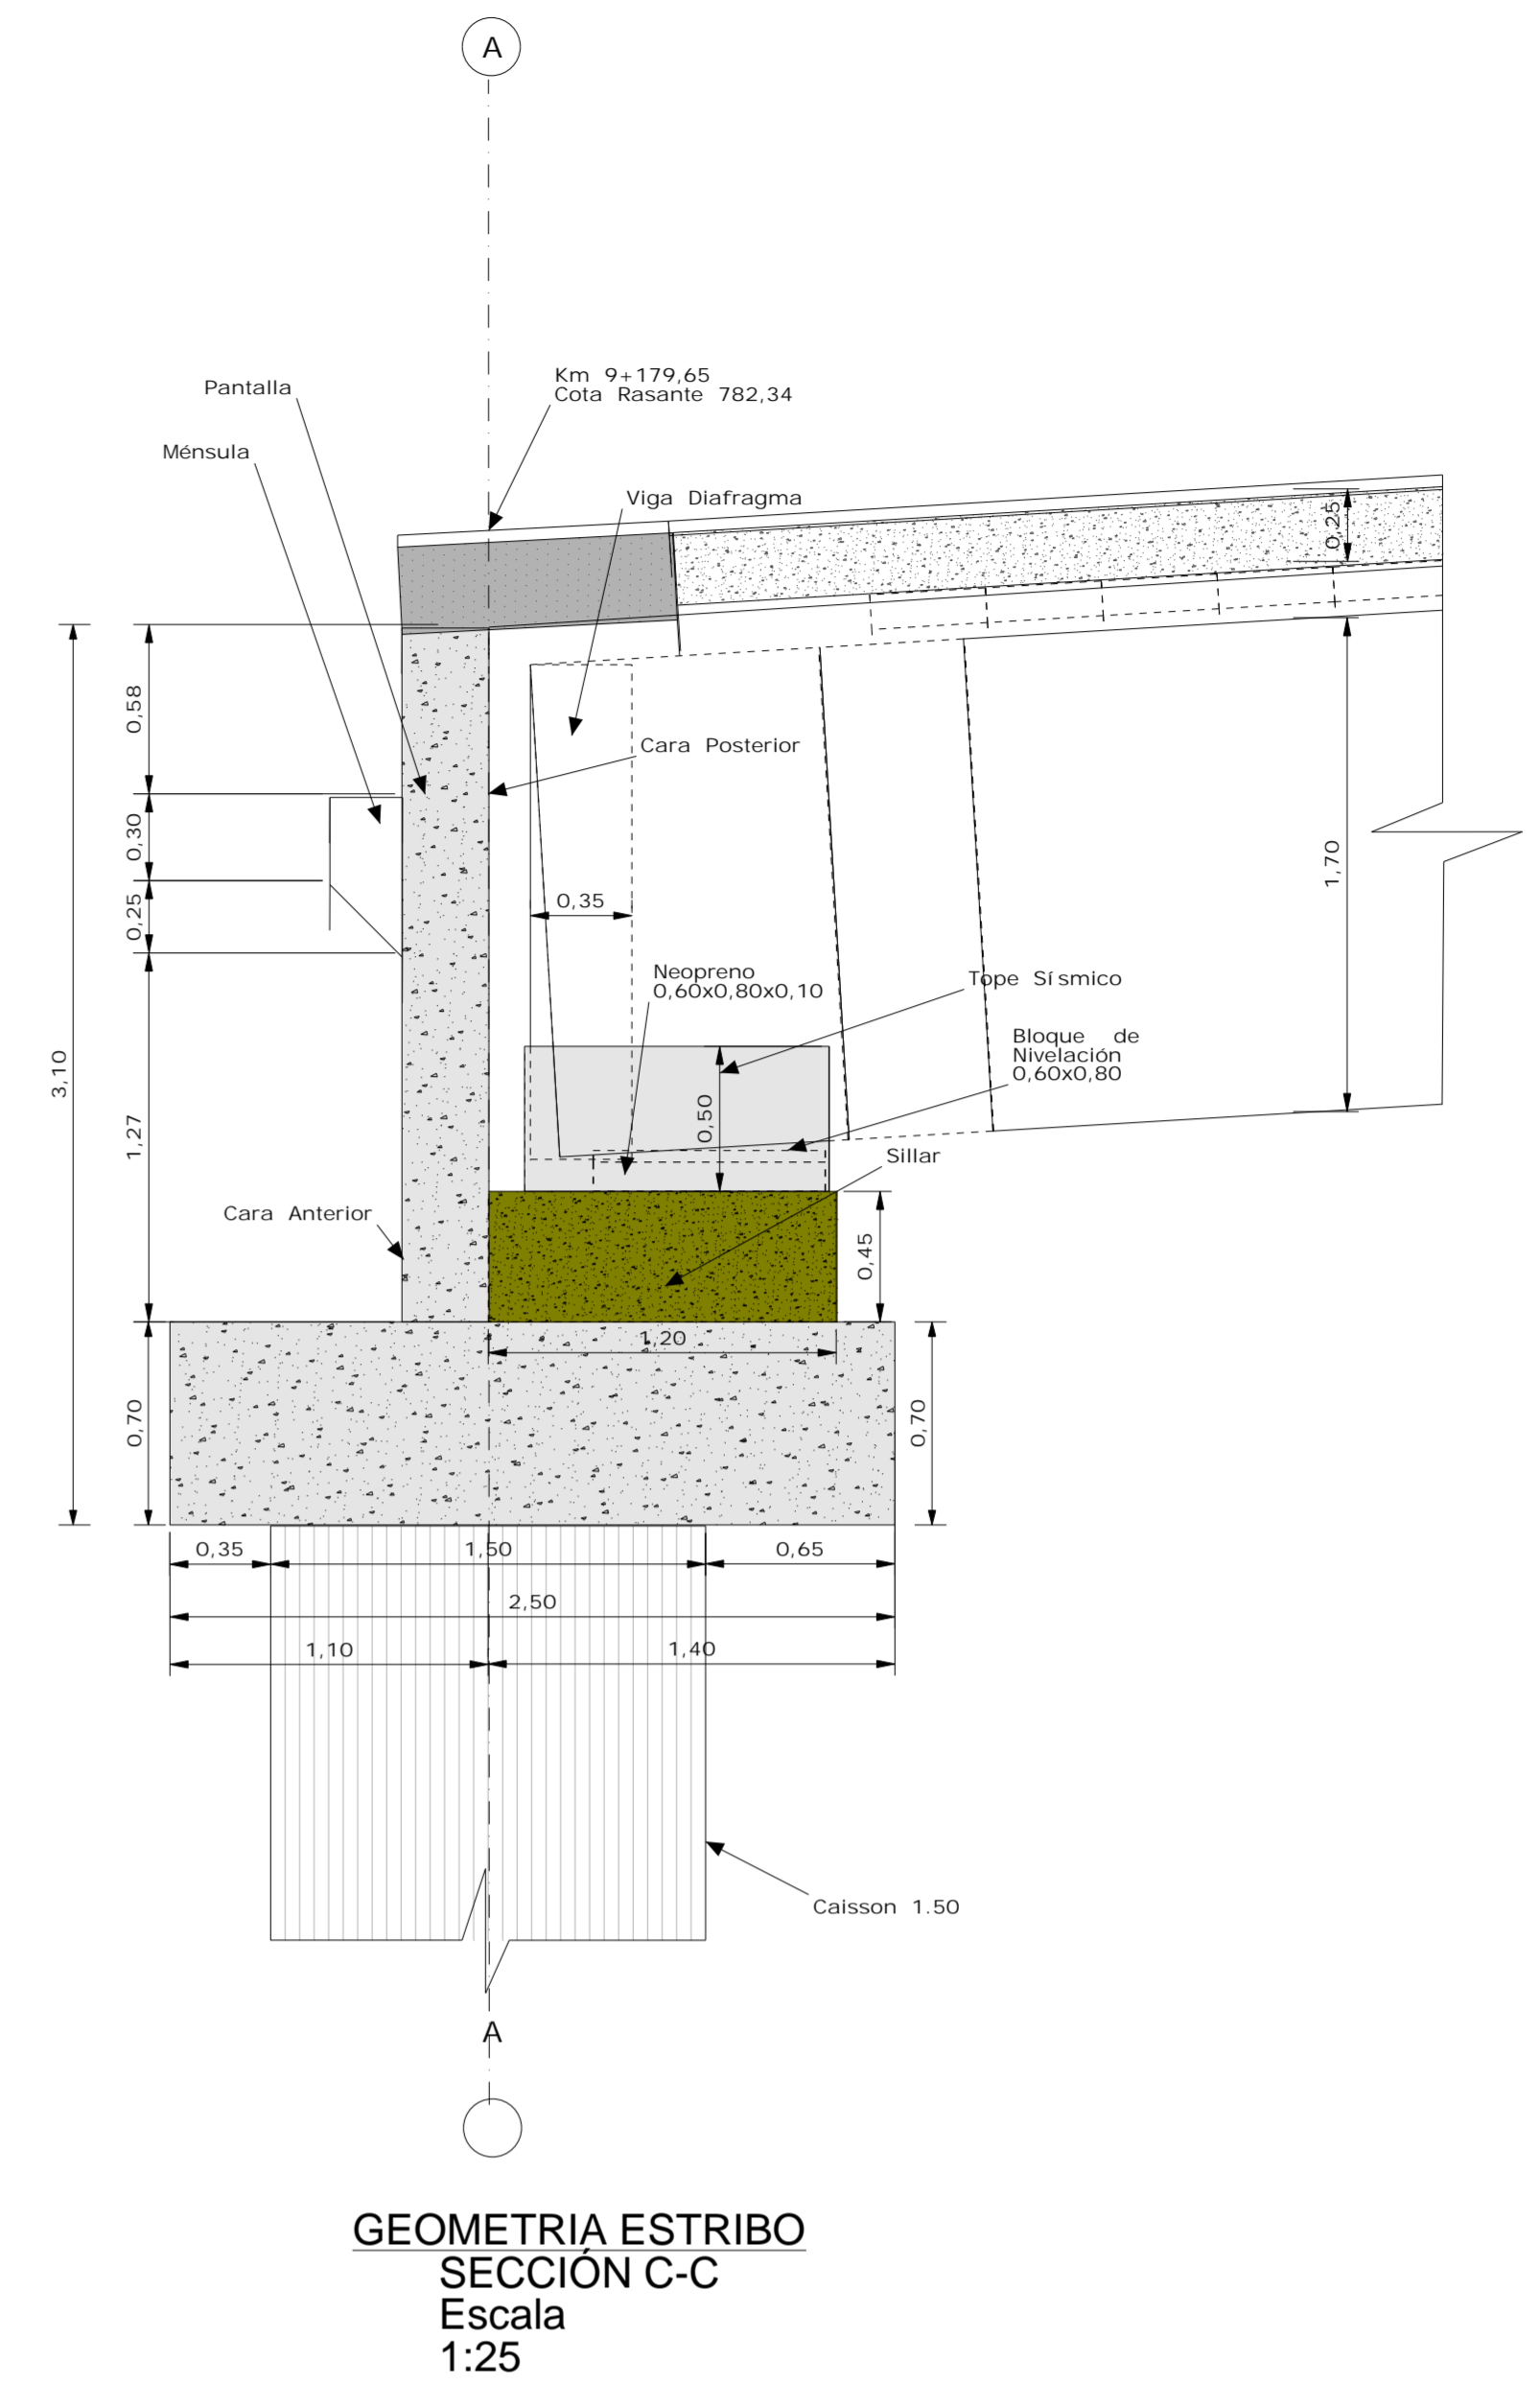 A
Km 9+179,65
Cota Rasante 782,34
Pantalla
Ménsula
Viga Diafragma
0,25
0,58
Cara Posterior
0,30
0,25
0,35
1,70
Neopreno
0,60x0,80x0,10
Tope Sísmico
Bloque de
Nivelación
0,60x0,80
3,10
0,50
1,27
Sillar
Cara Anterior
0,45
1,20
0,70
0,70
0,35
1,50
0,65
2,50
1,10
1,40
Caisson 1.50
A
GEOMETRIA ESTRIBO
SECCIÓN C-C
Escala
1:25